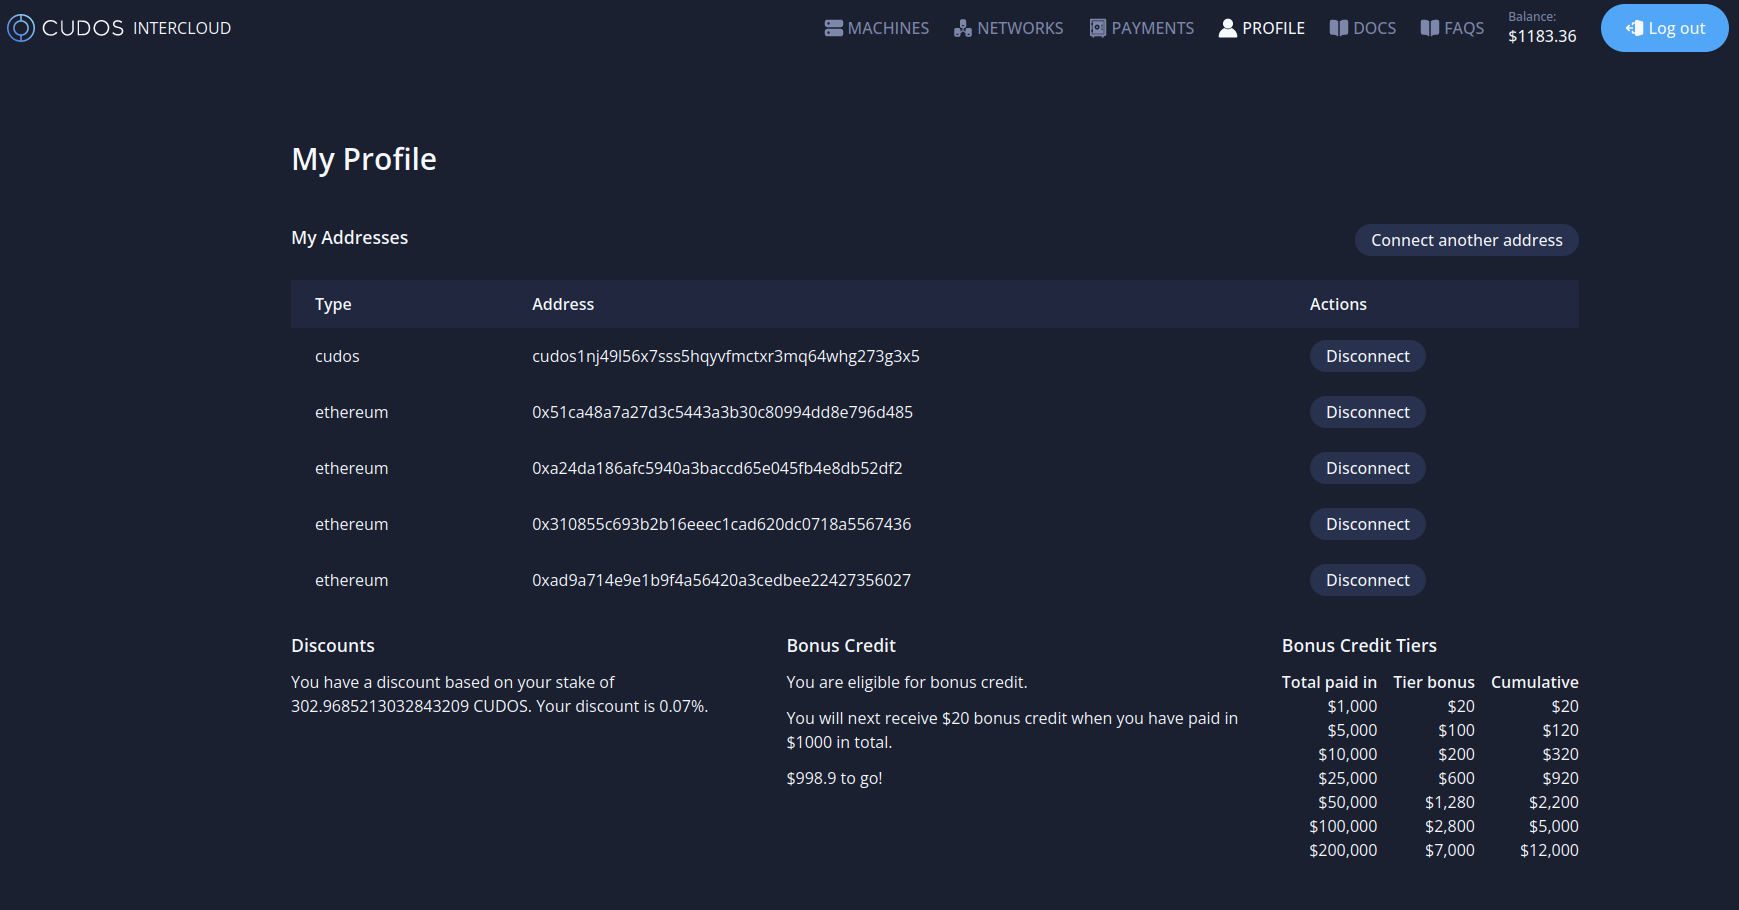 CUDOS INTERCLOUD
MACHINES NETWORKS PAYMENTS PROFILE DOCS FAQS
Balance:
$1183.36
Log out
My Profile
My Addresses
Connect another address
Type Address Actions
cudos cudos1nj49l56x7sss5hqyvfmctxr3mq64whg273g3x5 Disconnect
ethereum 0x51ca48a7a27d3c5443a3b30c80994dd8e796d485 Disconnect
ethereum 0xa24da186afc5940a3baccd65e045fb4e8db52df2 Disconnect
ethereum 0x310855c693b2b16eeec1cad620dc0718a5567436 Disconnect
ethereum 0xad9a714e9e1b9f4a56420a3cedbee22427356027 Disconnect
Discounts
You have a discount based on your stake of
302.9685213032843209 CUDOS. Your discount is 0.07%.
Bonus Credit
You are eligible for bonus credit.
You will next receive $20 bonus credit when you have paid in
$1000 in total.
$998.9 to go!
Bonus Credit Tiers
Total paid in Tier bonus Cumulative
$1,000 $20 $20
$5,000 $100 $120
$10,000 $200 $320
$25,000 $600 $920
$50,000 $1,280 $2,200
$100,000 $2,800 $5,000
$200,000 $7,000 $12,000